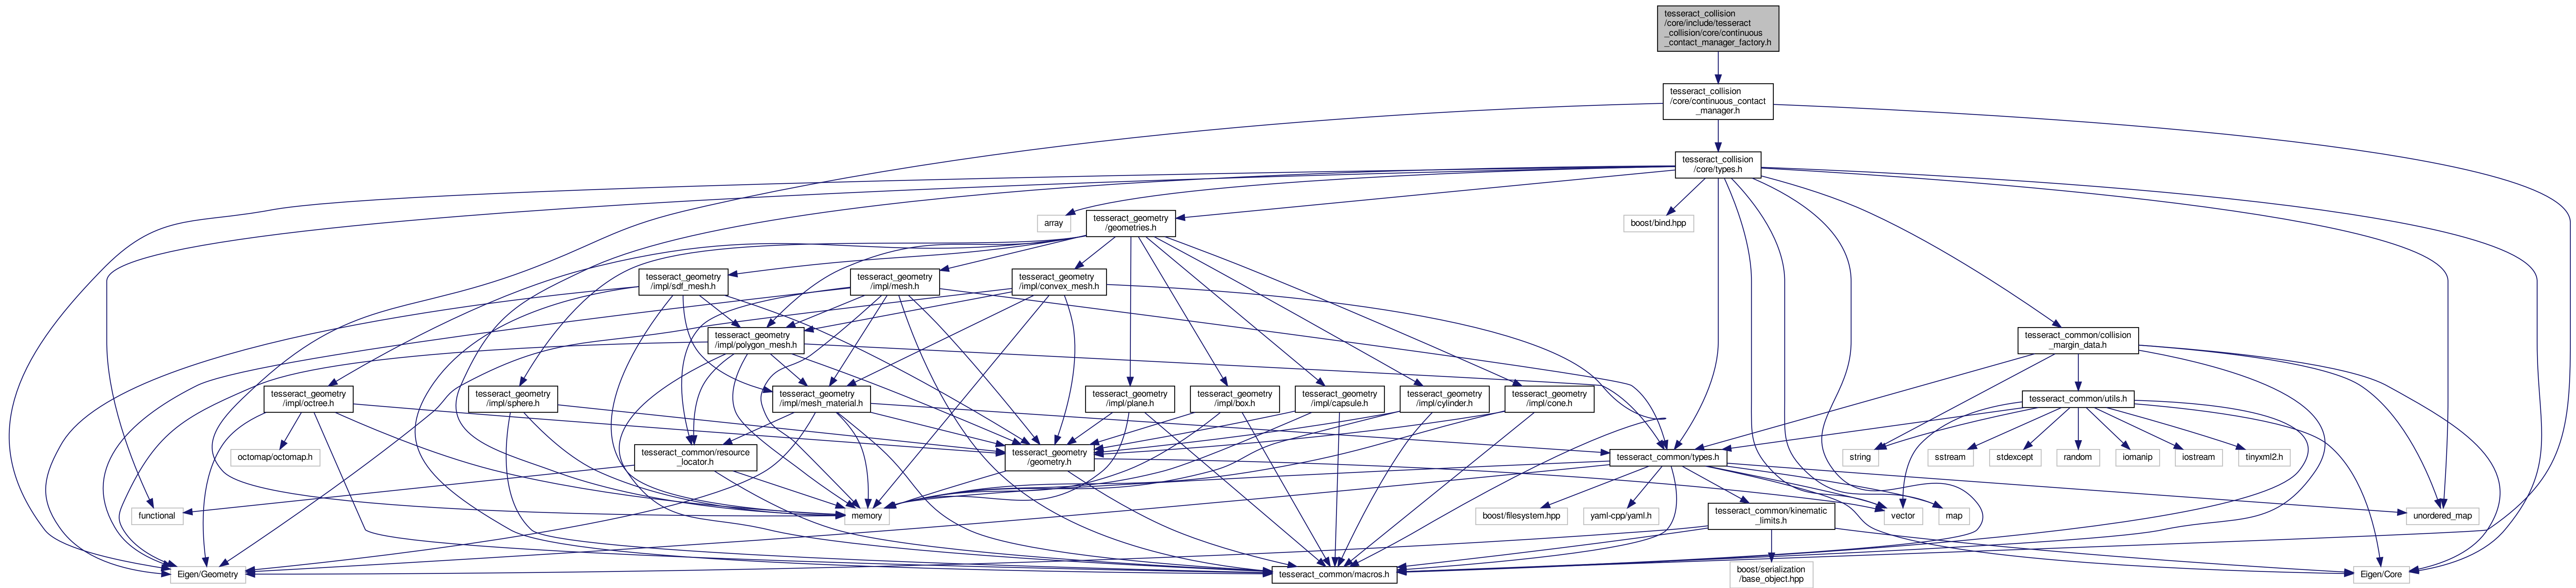 tesseract_collision
/core/include/tesseract
_collision/core/continuous
_contact_manager_factory.h
tesseract_collision
/core/continuous_contact
_manager.h
tesseract_collision
/core/types.h
array
tesseract_geometry
/geometries.h
boost/bind.hpp
tesseract_geometry
/impl/sdf_mesh.h
tesseract_geometry
/impl/mesh.h
tesseract_geometry
/impl/convex_mesh.h
tesseract_geometry
/impl/polygon_mesh.h
tesseract_common/collision
_margin_data.h
tesseract_geometry
/impl/octree.h
tesseract_geometry
/impl/sphere.h
tesseract_geometry
/impl/mesh_material.h
tesseract_geometry
/impl/plane.h
tesseract_geometry
/impl/box.h
tesseract_geometry
/impl/capsule.h
tesseract_geometry
/impl/cylinder.h
tesseract_geometry
/impl/cone.h
tesseract_common/utils.h
octomap/octomap.h
tesseract_common/resource
_locator.h
tesseract_geometry
/geometry.h
tesseract_common/types.h
string
sstream
stdexcept
random
iomanip
iostream
tinyxml2.h
functional
memory
boost/filesystem.hpp
yaml-cpp/yaml.h
tesseract_common/kinematic
_limits.h
vector
map
unordered_map
Eigen/Geometry
tesseract_common/macros.h
boost/serialization
/base_object.hpp
Eigen/Core